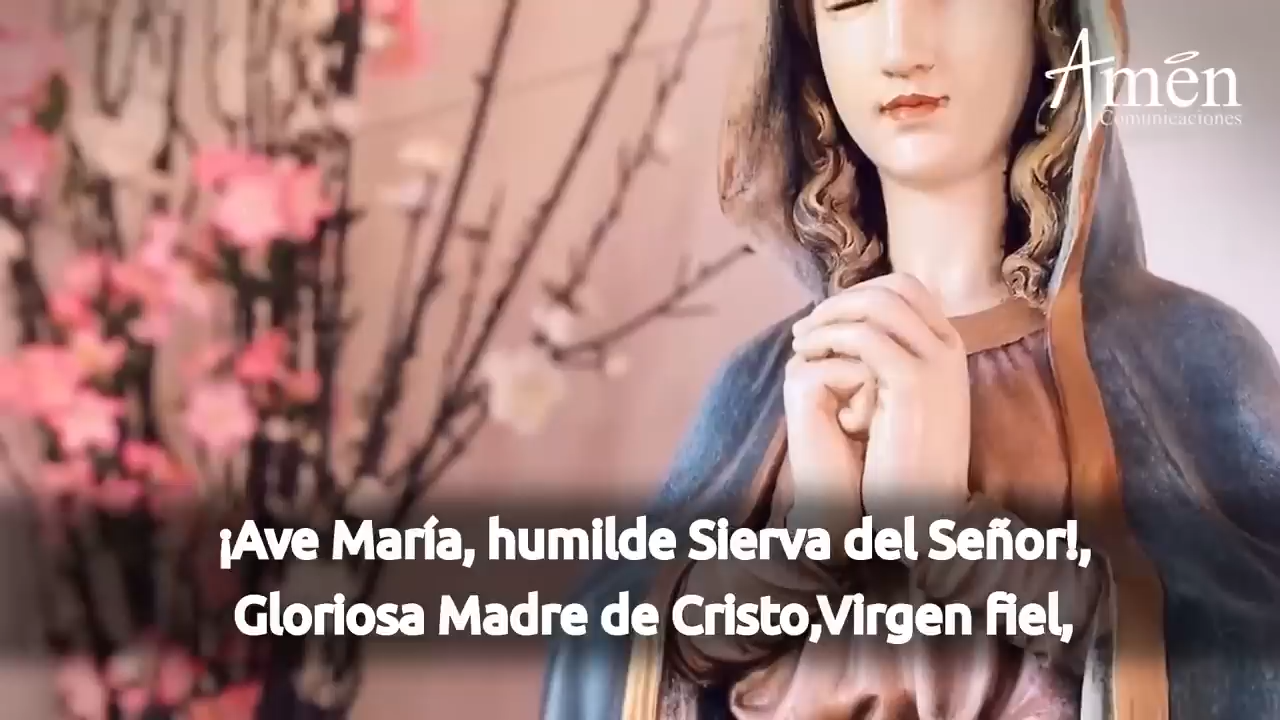 Amén
Comunicaciones
¡Ave María, humilde Sierva del Señor!,
Gloriosa Madre de Cristo,Virgen fiel,